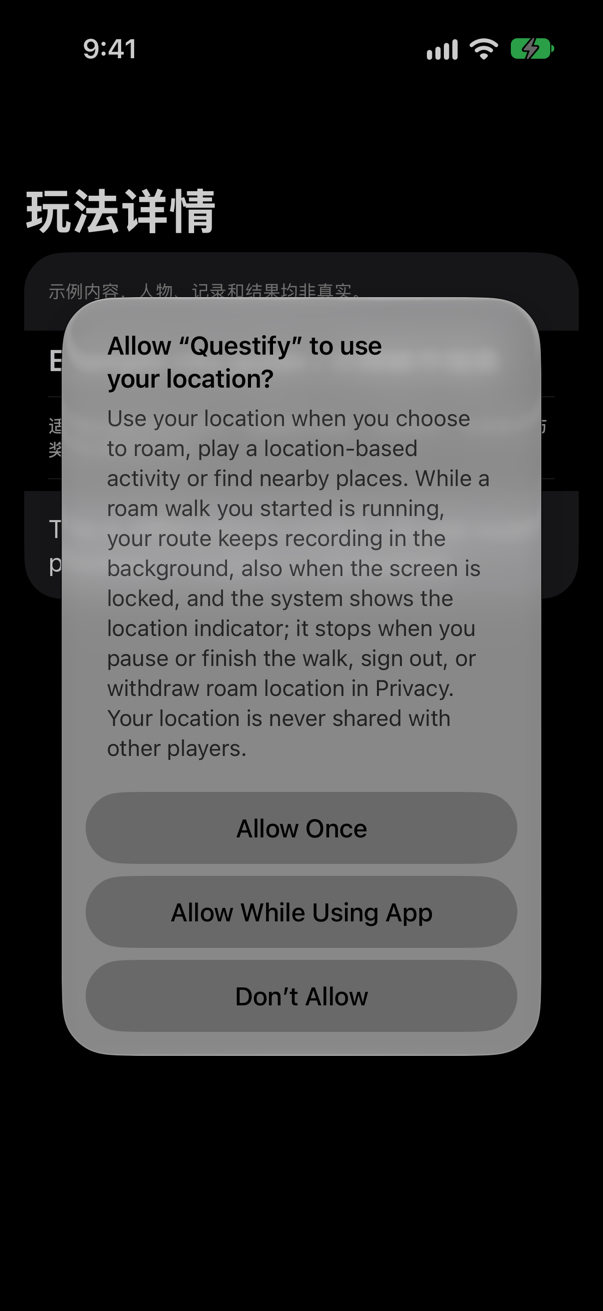 9:41
玩法详情
示例内容、人物、记录和结果均非真实。
Allow “Questify” to use
your location?
Use your location when you choose
to roam, play a location-based
activity or find nearby places. While a
roam walk you started is running,
your route keeps recording in the
background, also when the screen is
locked, and the system shows the
location indicator; it stops when you
pause or finish the walk, sign out, or
withdraw roam location in Privacy.
Your location is never shared with
other players.
Allow Once
Allow While Using App
Don’t Allow